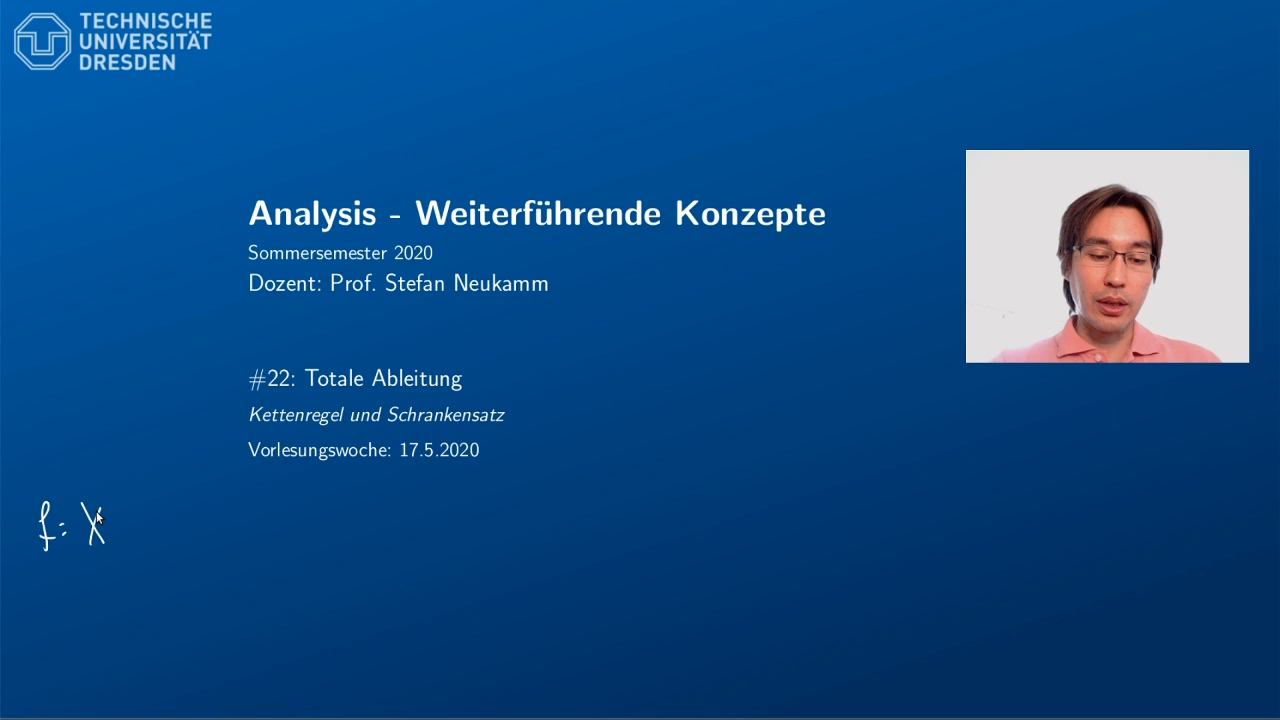 TECHNISCHE
UNIVERSITÄT
DRESDEN
Analysis - Weiterführende Konzepte
Sommersemester 2020
Dozent: Prof. Stefan Neukamm
#22: Totale Ableitung
Kettenregel und Schrankensatz
Vorlesungswoche: 17.5.2020
f: X